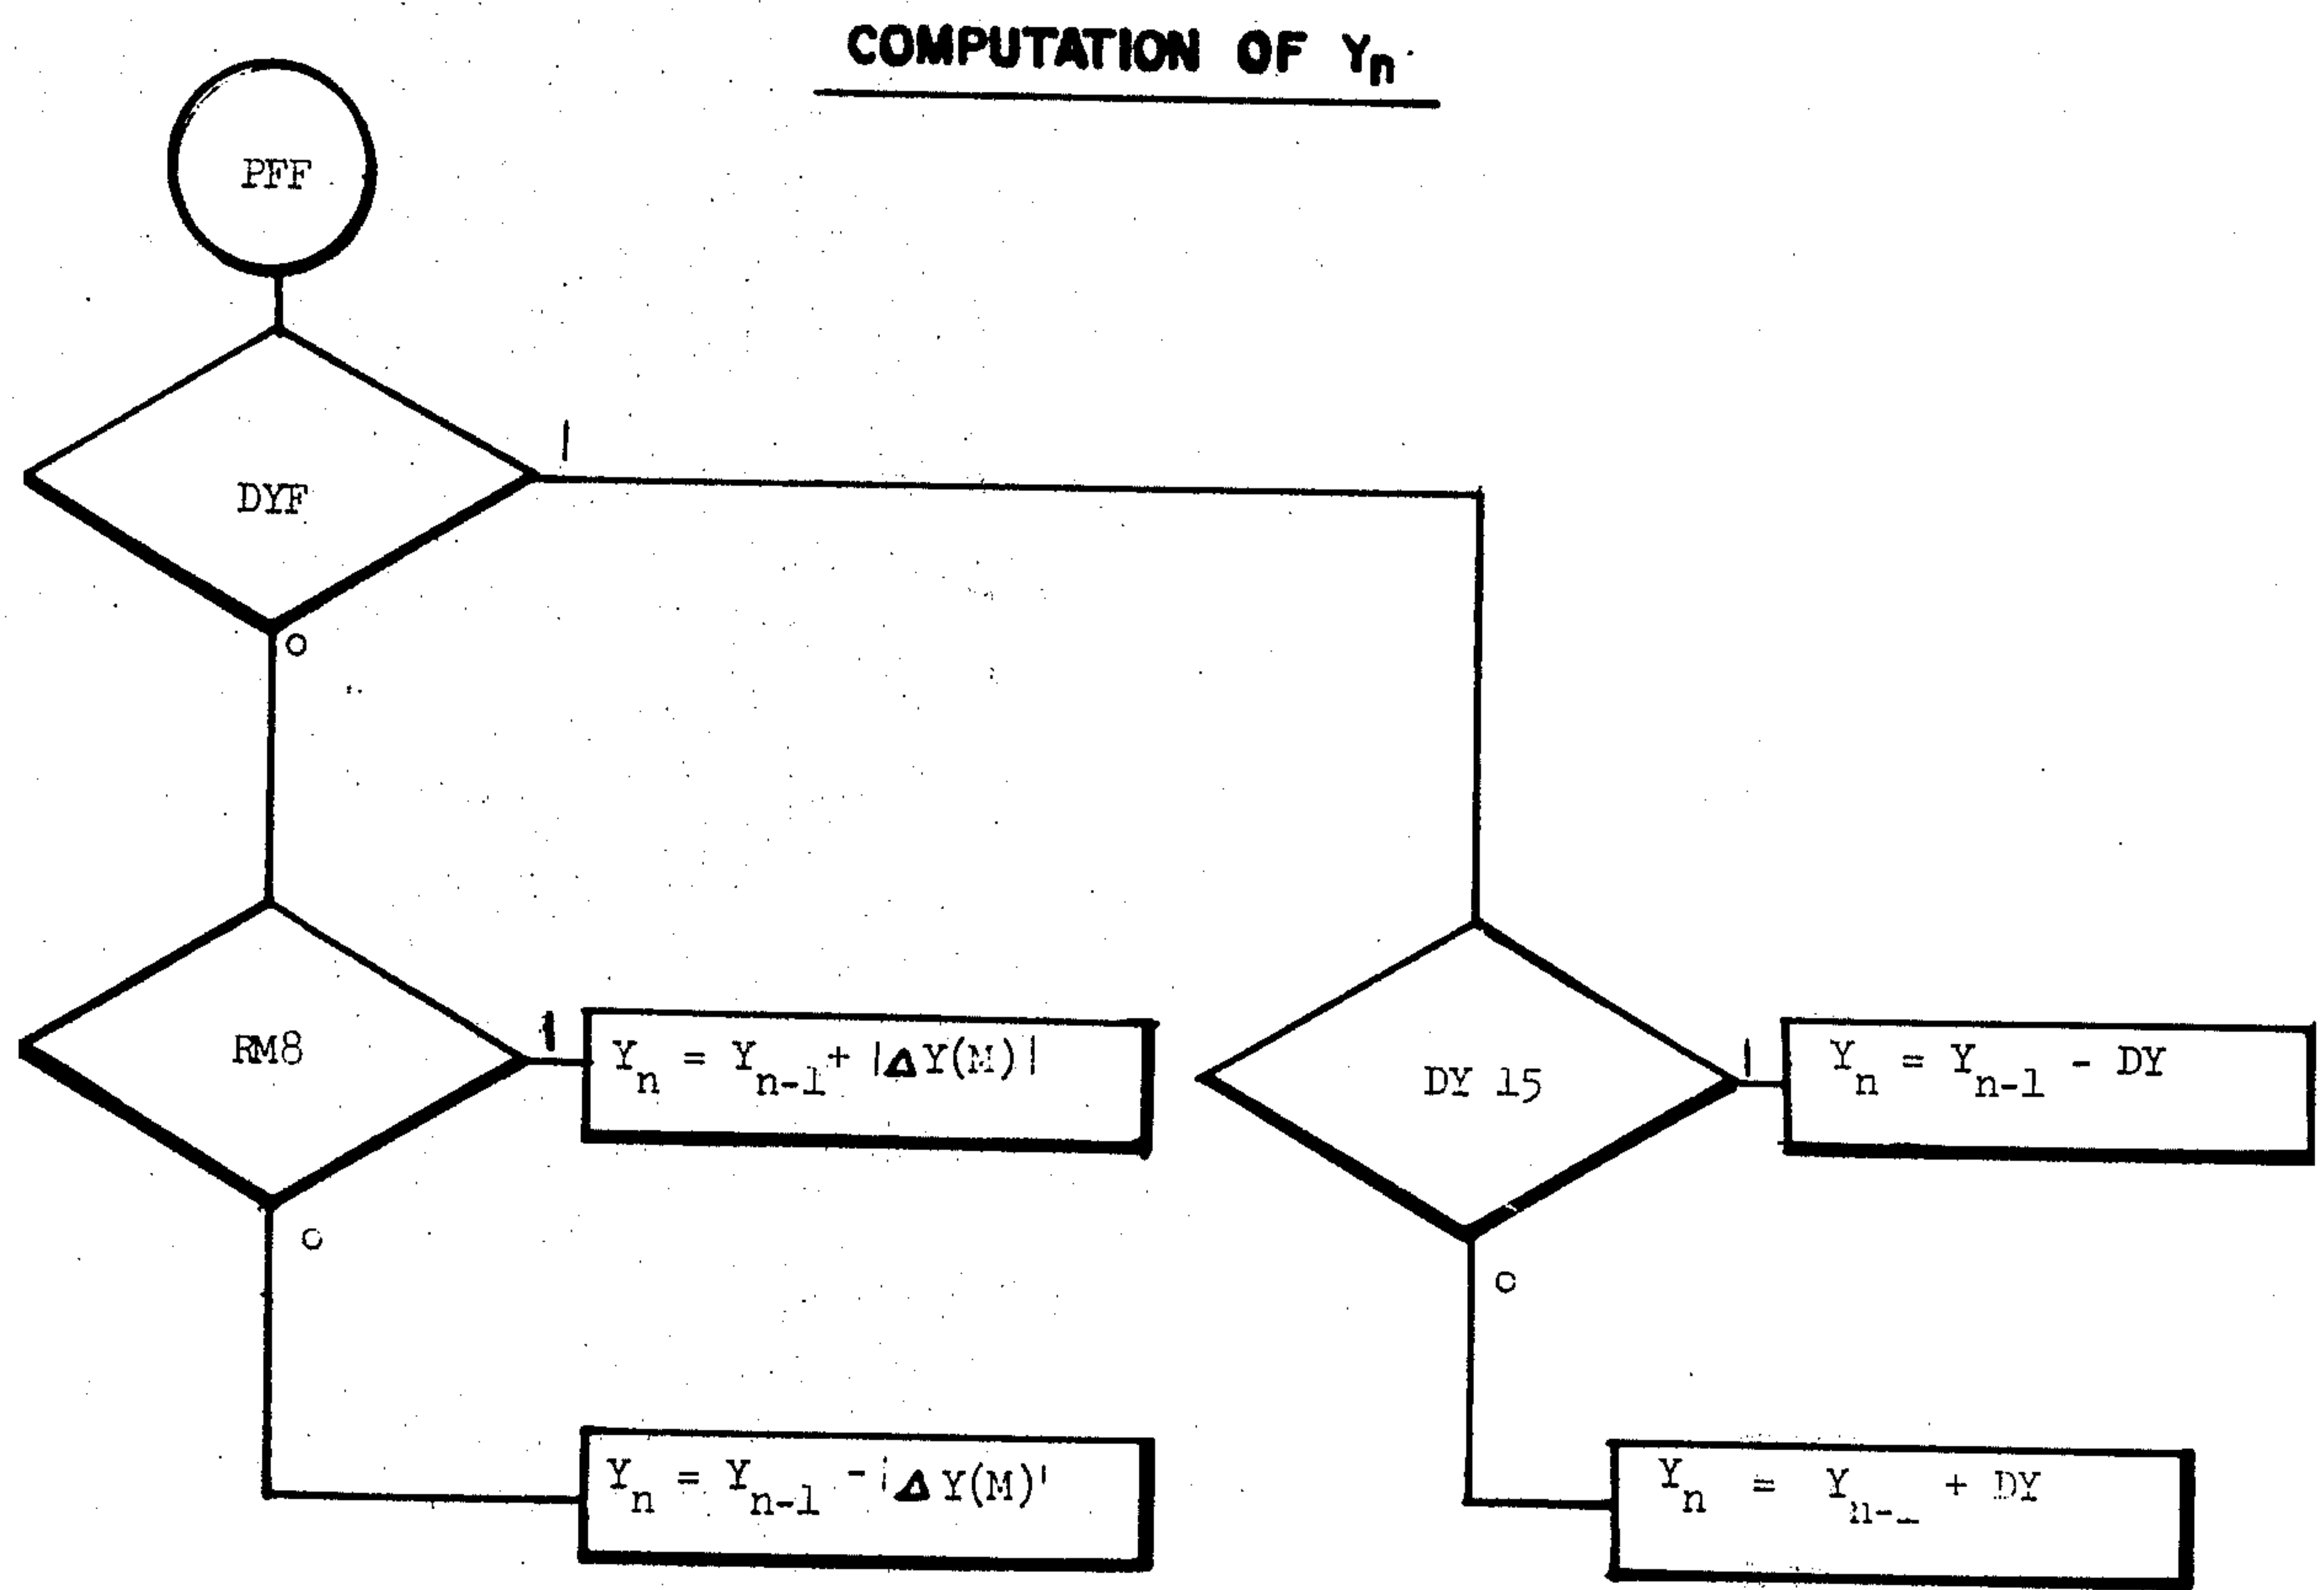 COMPUTATION OF Yn
PFF
DYF
1
0
RM8
1
Yn = Yn-1 + |ΔY(M)|
0
Yn = Yn-1 - |ΔY(M)|
DY 15
1
Yn = Yn-1 - DY
0
Yn = Yn- + DY